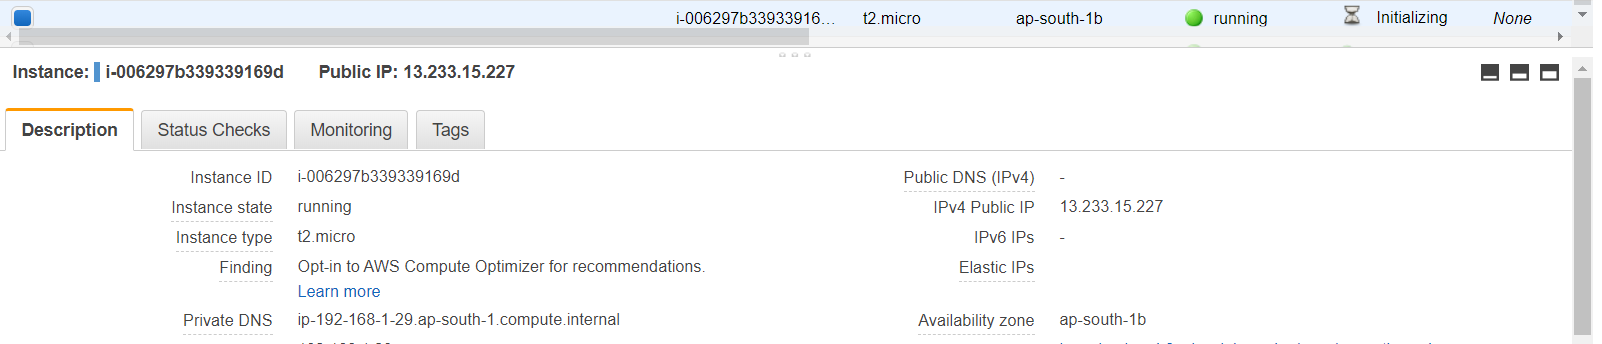 i-006297b33933916... t2.micro ap-south-1b running Initializing None
Instance: i-006297b339339169d Public IP: 13.233.15.227
Description Status Checks Monitoring Tags
Instance ID i-006297b339339169d Public DNS (IPv4) -
Instance state running IPv4 Public IP 13.233.15.227
Instance type t2.micro IPv6 IPs -
Finding Opt-in to AWS Compute Optimizer for recommendations. Elastic IPs
Learn more
Private DNS ip-192-168-1-29.ap-south-1.compute.internal Availability zone ap-south-1b